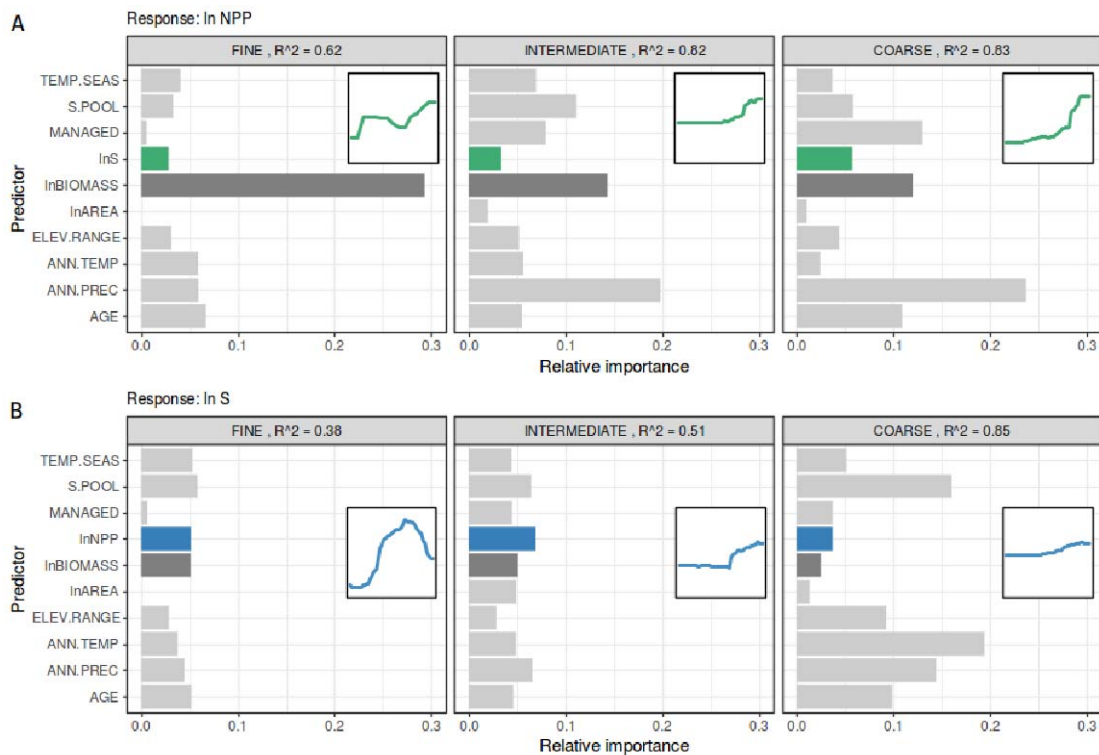 A
Response: ln NPP
FINE , R^2 = 0.62
INTERMEDIATE , R^2 = 0.82
COARSE , R^2 = 0.83
Predictor
TEMP.SEAS
S.POOL
MANAGED
lnS
lnBIOMASS
lnAREA
ELEV.RANGE
ANN.TEMP
ANN.PREC
AGE
0.0 0.1 0.2 0.3 0.0 0.1 0.2 0.3 0.0 0.1 0.2 0.3
Relative importance
B
Response: ln S
FINE , R^2 = 0.38
INTERMEDIATE , R^2 = 0.51
COARSE , R^2 = 0.85
Predictor
TEMP.SEAS
S.POOL
MANAGED
lnNPP
lnBIOMASS
lnAREA
ELEV.RANGE
ANN.TEMP
ANN.PREC
AGE
0.0 0.1 0.2 0.3 0.0 0.1 0.2 0.3 0.0 0.1 0.2 0.3
Relative importance